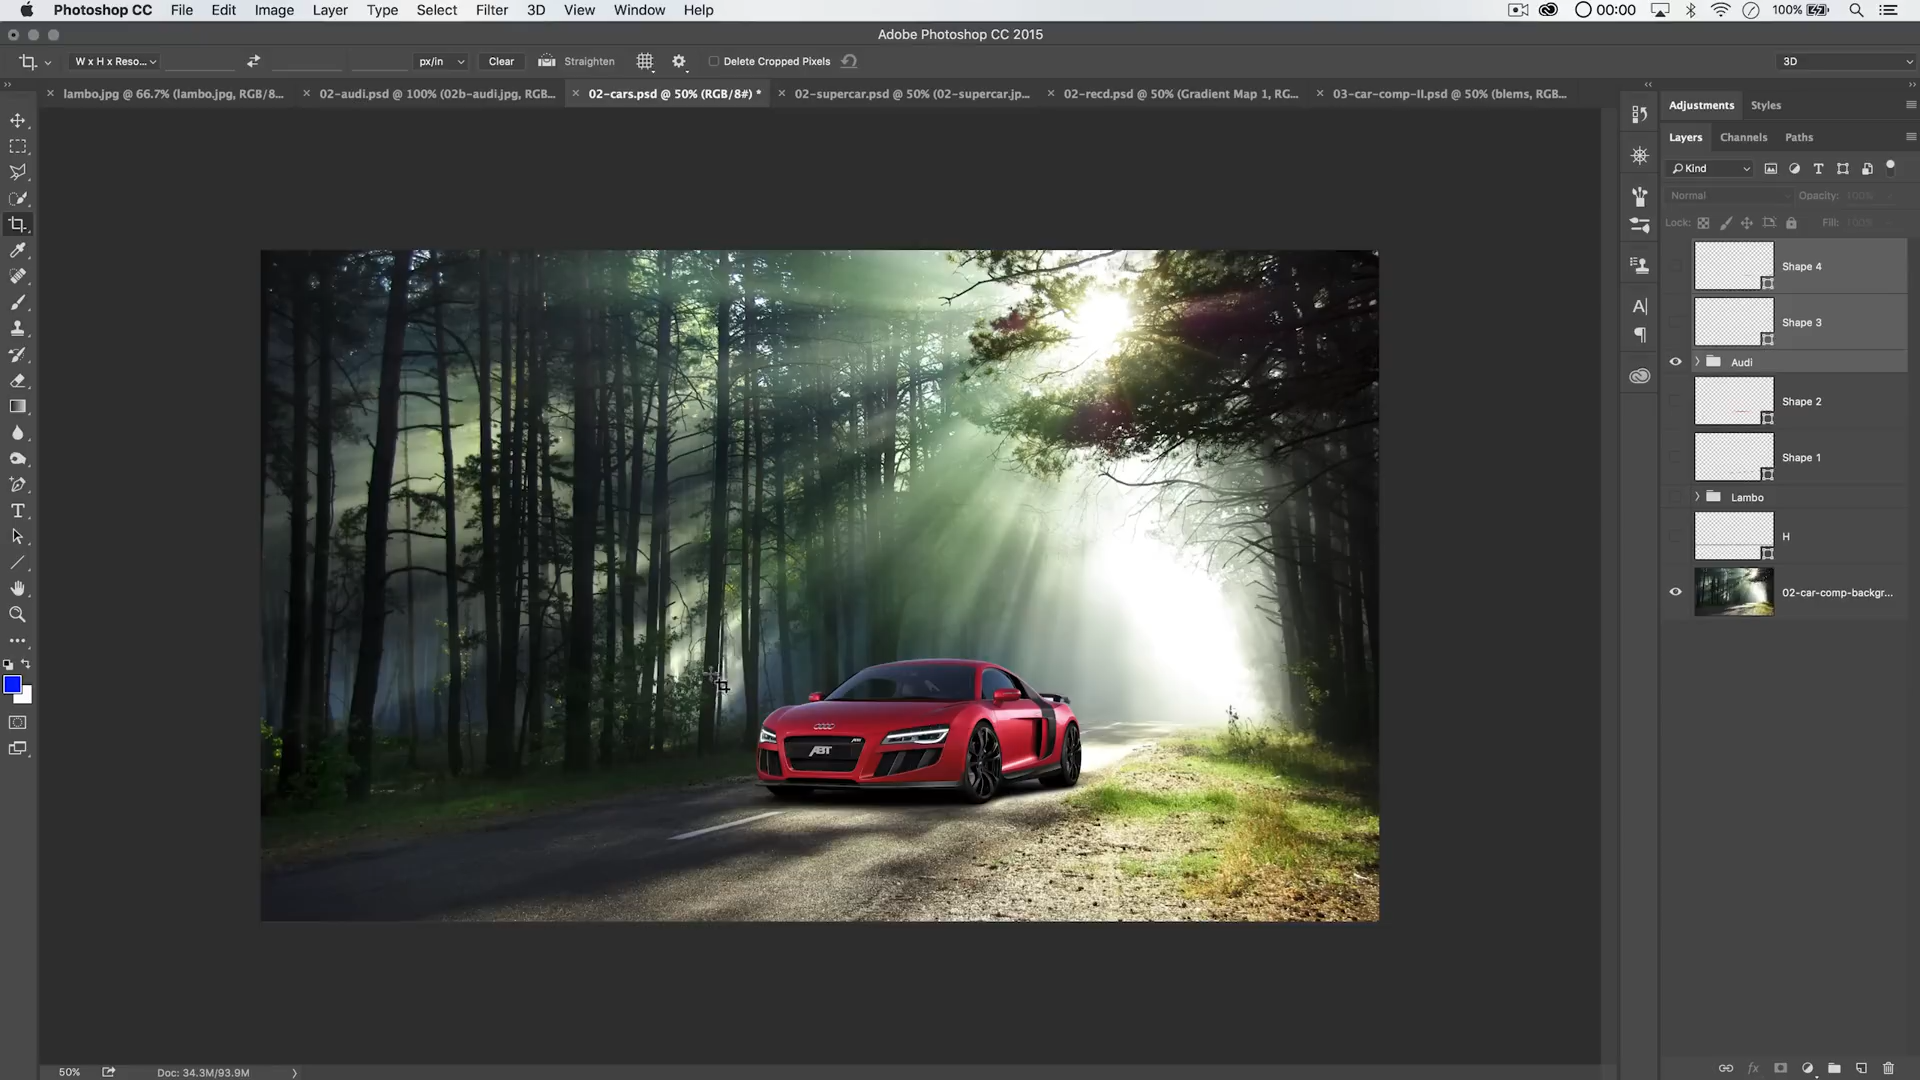 Photoshop CC File Edit Image Layer Type Select Filter 3D View Window Help 00:00 100%
Adobe Photoshop CC 2015
W x H x Reso... px/in Clear Straighten Delete Cropped Pixels 3D
lambo.jpg @ 66.7% (lambo.jpg, RGB/8... 02-audi.psd @ 100% (02b-audi.jpg, RGB... 02-cars.psd @ 50% (RGB/8#) * 02-supercar.psd @ 50% (02-supercar.jp... 02-recd.psd @ 50% (Gradient Map 1, RG... 03-car-comp-II.psd @ 50% (blems, RGB...
Adjustments Styles
Layers Channels Paths
Kind
Normal Opacity: 100%
Lock: Fill: 100%
Shape 4
Shape 3
Audi
Shape 2
Shape 1
Lambo
H
02-car-comp-backgr...
ABT
50% Doc: 34.3M/93.9M